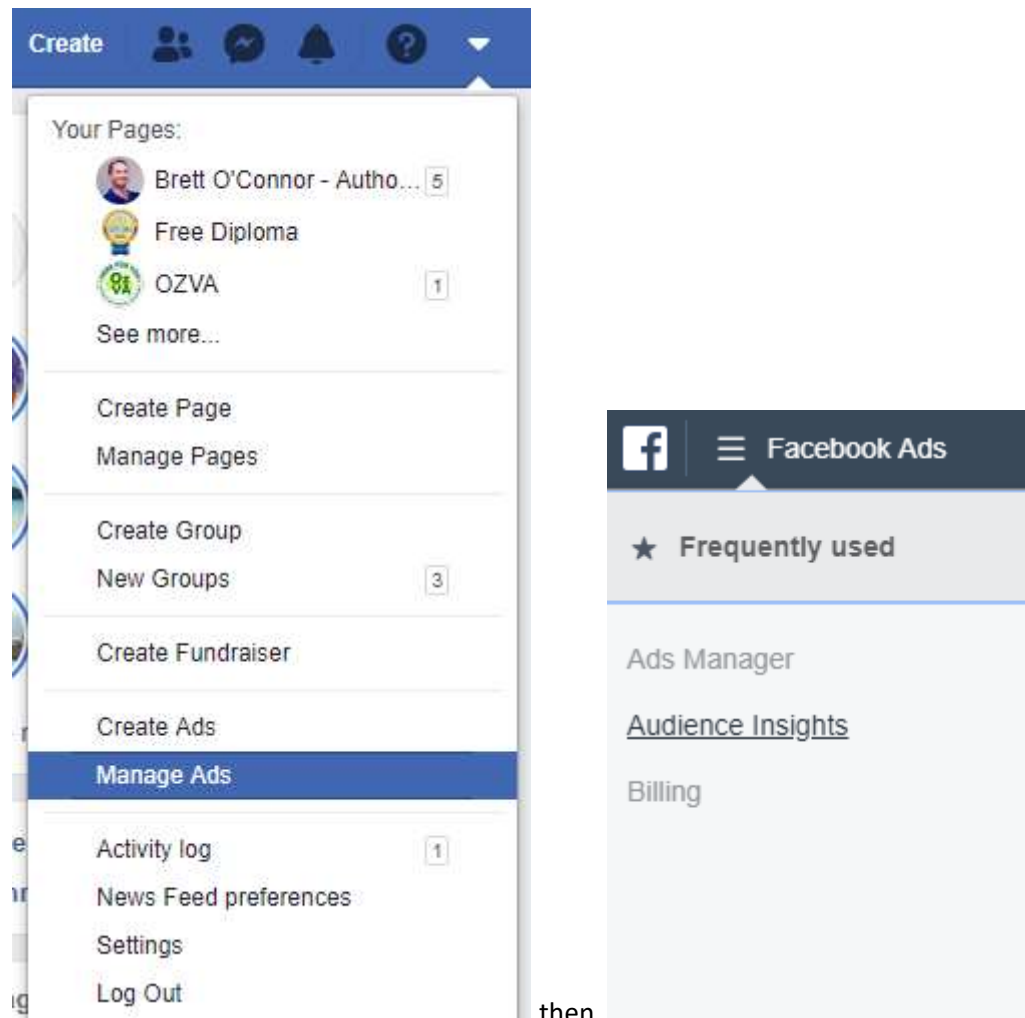 Create
Your Pages:
Brett O'Connor - Autho... 5
Free Diploma
OZVA 1
See more...
Create Page
Manage Pages
Create Group
New Groups 3
Create Fundraiser
Create Ads
Manage Ads
Activity log 1
News Feed preferences
Settings
Log Out
then
Facebook Ads
Frequently used
Ads Manager
Audience Insights
Billing